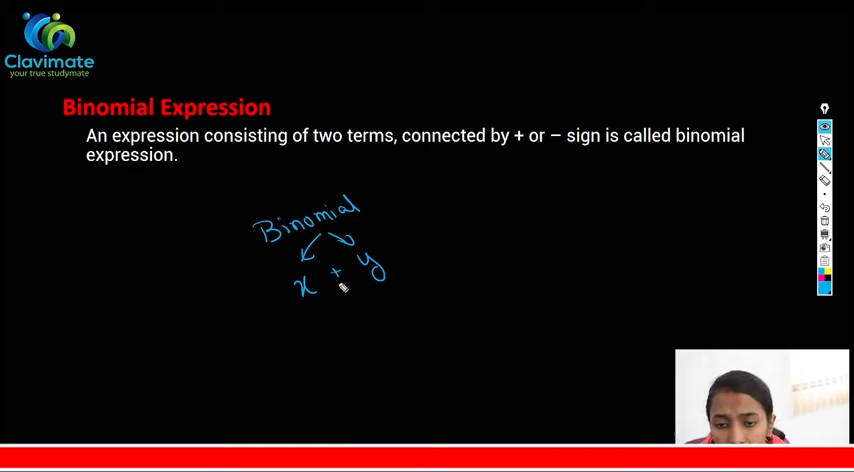 Clavimate
your true studymate
Binomial Expression
An expression consisting of two terms, connected by + or – sign is called binomial
expression.
Binomial
x + y